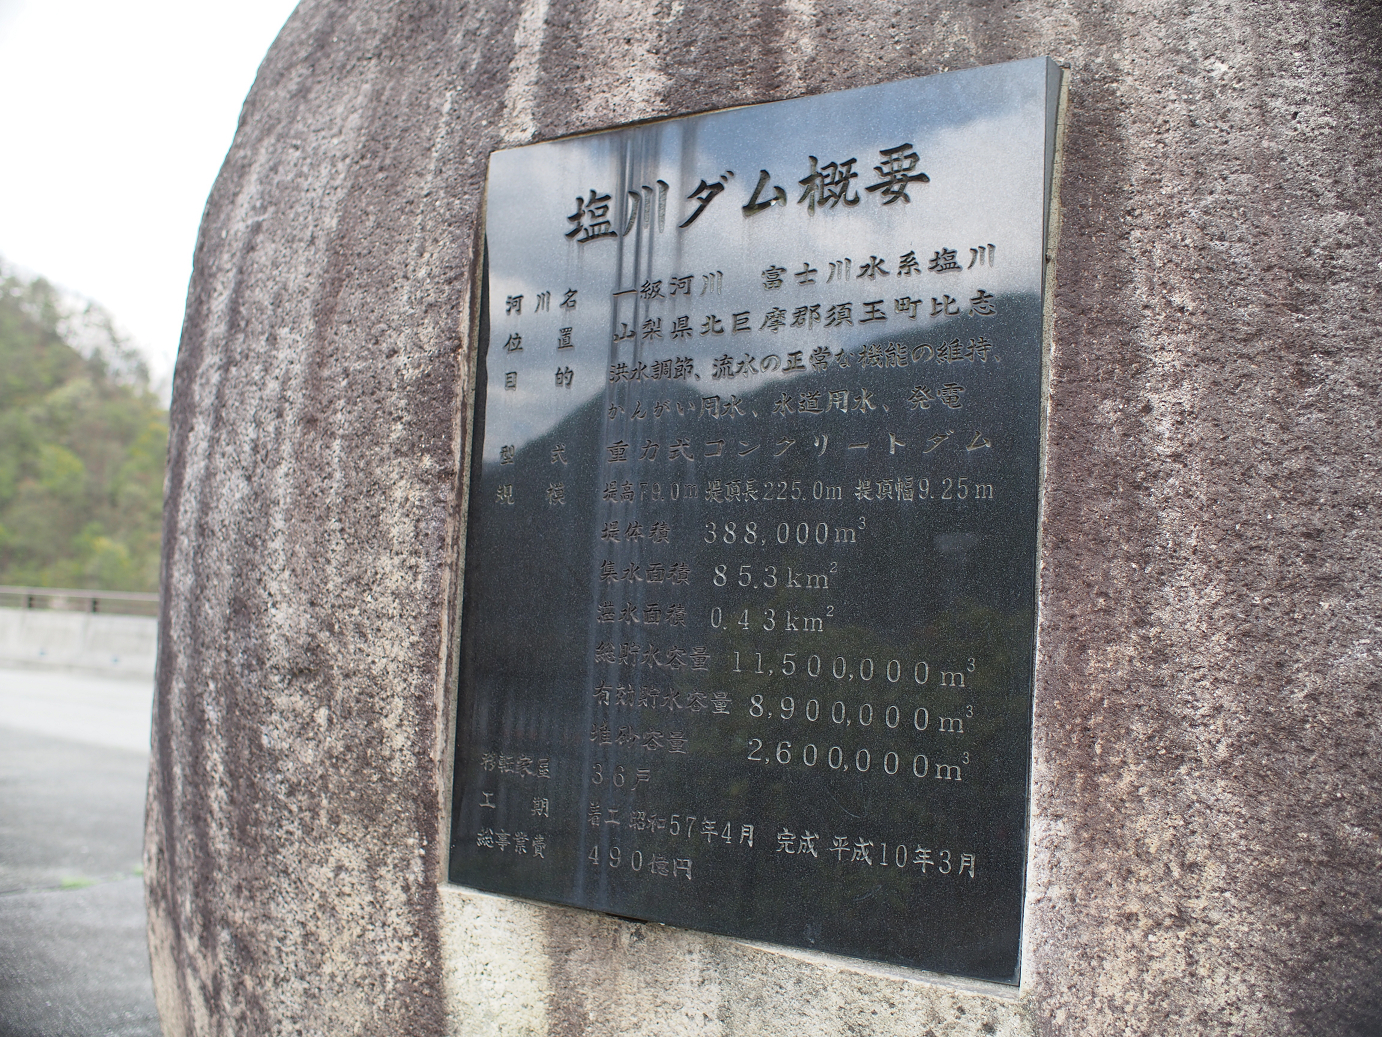 塩川ダム概要
河川名 一級河川 富士川水系塩川
位置 山梨県北巨摩郡須玉町比志
目的 洪水調節、流水の正常な機能の維持、
かんがい用水、水道用水、発電
型式 重力式コンクリートダム
規模 堤高79.0m 堤頂長225.0m 堤頂幅9.25m
堤体積 388,000m³
集水面積 85.3km²
湛水面積 0.43km²
総貯水容量 11,500,000m³
有効貯水容量 8,900,000m³
堆砂容量 2,600,000m³
移転家屋 36戸
工期 着工 昭和57年4月 完成 平成10年3月
総事業費 490億円